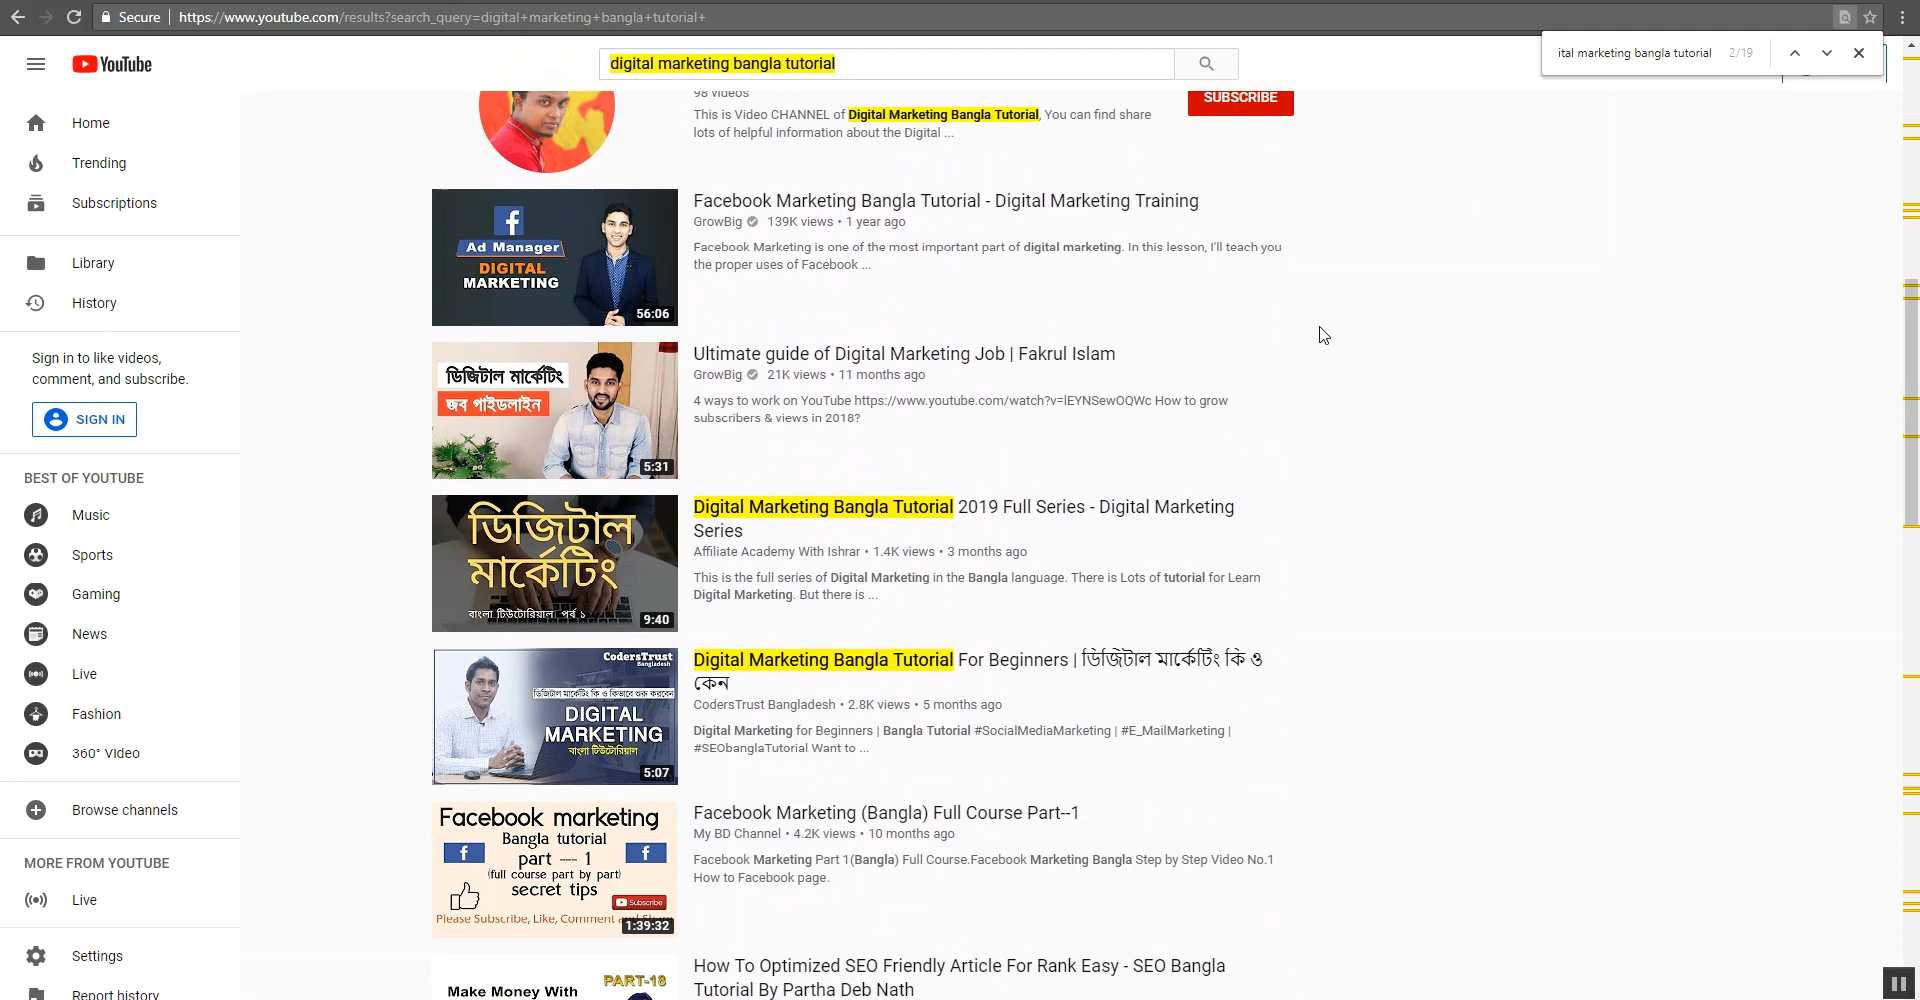 Secure https://www.youtube.com/results?search_query=digital+marketing+bangla+tutorial+
ital marketing bangla tutorial 2/19
YouTube
digital marketing bangla tutorial
Home
Trending
Subscriptions
Library
History
Sign in to like videos,
comment, and subscribe.
SIGN IN
BEST OF YOUTUBE
Music
Sports
Gaming
News
Live
Fashion
360° Video
Browse channels
MORE FROM YOUTUBE
Live
Settings
Report history
98 videos
This is Video CHANNEL of Digital Marketing Bangla Tutorial, You can find share
lots of helpful information about the Digital ...
SUBSCRIBE
Ad Manager
DIGITAL
MARKETING
56:06
Facebook Marketing Bangla Tutorial - Digital Marketing Training
GrowBig 139K views • 1 year ago
Facebook Marketing is one of the most important part of digital marketing. In this lesson, I'll teach you
the proper uses of Facebook ...
ডিজিটাল মার্কেটিং
জব গাইডলাইন
5:31
Ultimate guide of Digital Marketing Job | Fakrul Islam
GrowBig 21K views • 11 months ago
4 ways to work on YouTube https://www.youtube.com/watch?v=lEYNSewOQWc How to grow
subscribers & views in 2018?
ডিজিটাল
মার্কেটিং
বাংলা টিউটোরিয়াল পর্ব ১
9:40
Digital Marketing Bangla Tutorial 2019 Full Series - Digital Marketing
Series
Affiliate Academy With Ishrar • 1.4K views • 3 months ago
This is the full series of Digital Marketing in the Bangla language. There is Lots of tutorial for Learn
Digital Marketing. But there is ...
CodersTrust
Bangladesh
ডিজিটাল মার্কেটিং কি ও কিভাবে শুরু করবেন
DIGITAL
MARKETING
বাংলা টিউটোরিয়াল
5:07
Digital Marketing Bangla Tutorial For Beginners | ডিজিটাল মার্কেটিং কি ও
কেন
CodersTrust Bangladesh • 2.8K views • 5 months ago
Digital Marketing for Beginners | Bangla Tutorial #SocialMediaMarketing | #E_MailMarketing |
#SEObanglaTutorial Want to ...
Facebook marketing
Bangla tutorial
part --- 1
(full course part by part)
secret tips
Subscribe
Please Subscribe, Like, Comment and
1:39:32
Facebook Marketing (Bangla) Full Course Part--1
My BD Channel • 4.2K views • 10 months ago
Facebook Marketing Part 1(Bangla) Full Course.Facebook Marketing Bangla Step by Step Video No.1
How to Facebook page.
PART-18
Make Money With
How To Optimized SEO Friendly Article For Rank Easy - SEO Bangla
Tutorial By Partha Deb Nath